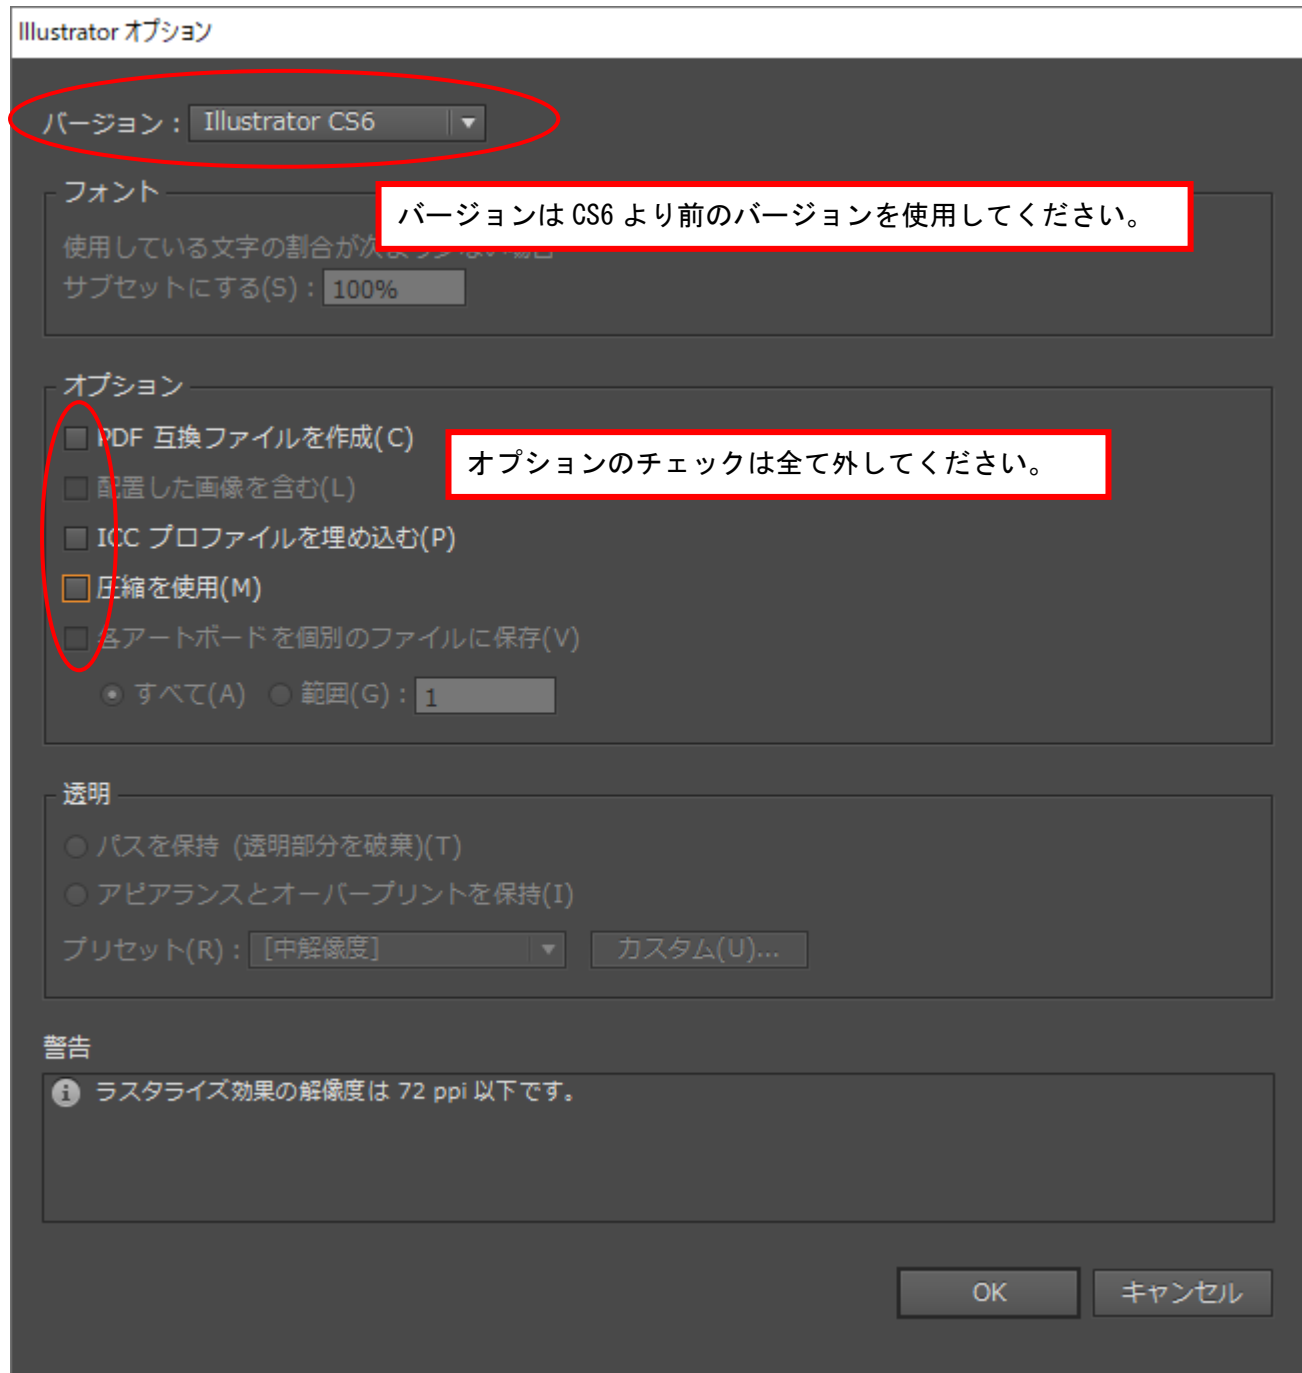 Illustrator オプション
バージョン : Illustrator CS6
フォント
バージョンは CS6 より前のバージョンを使用してください。
使用している文字の割合が次より少ない場合
サブセットにする(S) : 100%
オプション
PDF 互換ファイルを作成(C)
オプションのチェックは全て外してください。
配置した画像を含む(L)
ICC プロファイルを埋め込む(P)
圧縮を使用(M)
各アートボードを個別のファイルに保存(V)
すべて(A) 範囲(G) : 1
透明
パスを保持 (透明部分を破棄)(T)
アピアランスとオーバープリントを保持(I)
プリセット(R) : [中解像度] カスタム(U)...
警告
ラスタライズ効果の解像度は 72 ppi 以下です。
OK キャンセル